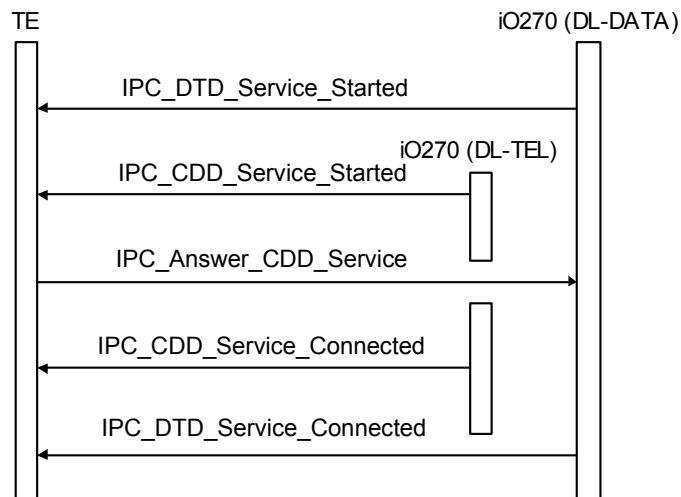 TE
iO270 (DL-DATA)
IPC_DTD_Service_Started
iO270 (DL-TEL)
IPC_CDD_Service_Started
IPC_Answer_CDD_Service
IPC_CDD_Service_Connected
IPC_DTD_Service_Connected